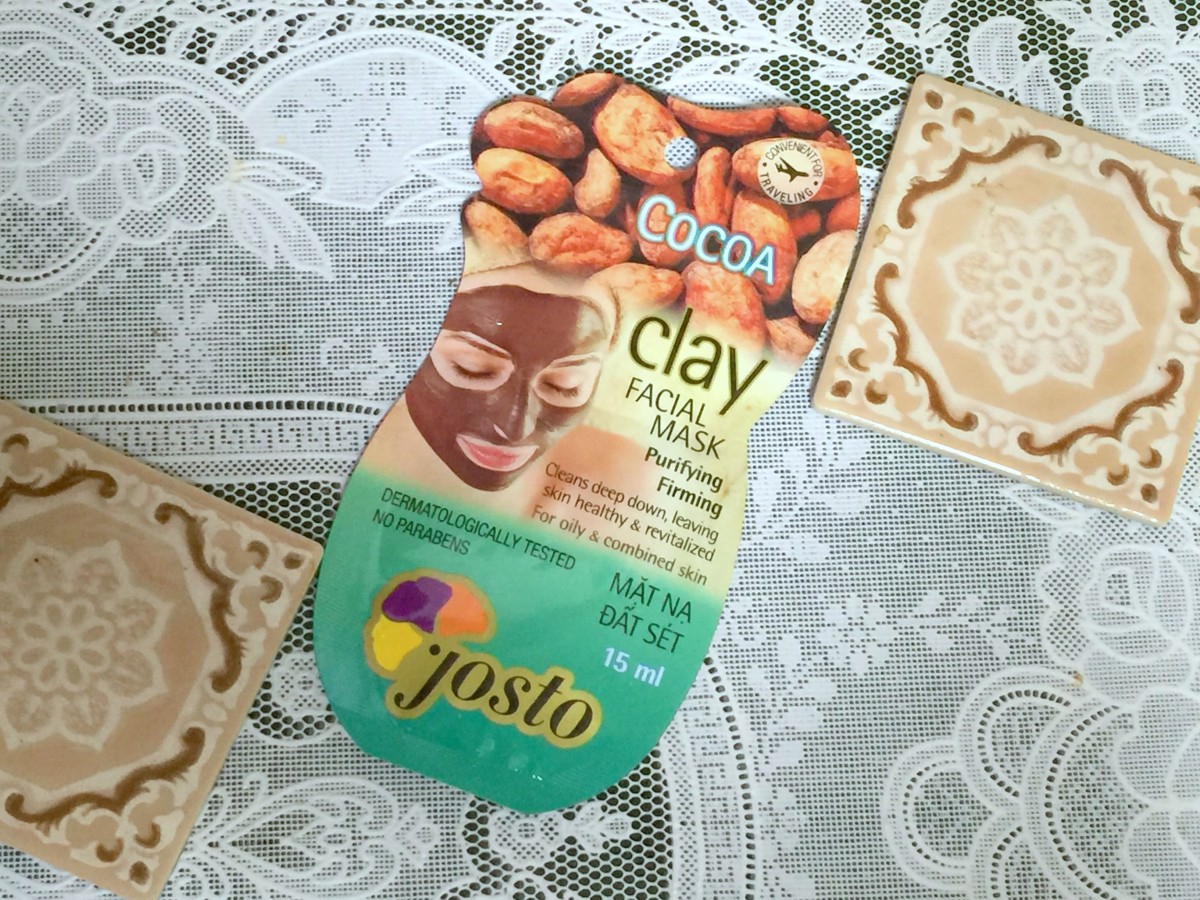 CONVENIENT FOR
TRAVELING
COCOA
clay
FACIAL
MASK
Purifying
Firming
Cleans deep down, leaving
skin healthy & revitalized
For oily & combined skin
DERMATOLOGICALLY TESTED
NO PARABENS
MẶT NẠ
ĐẤT SÉT
15 ml
josto